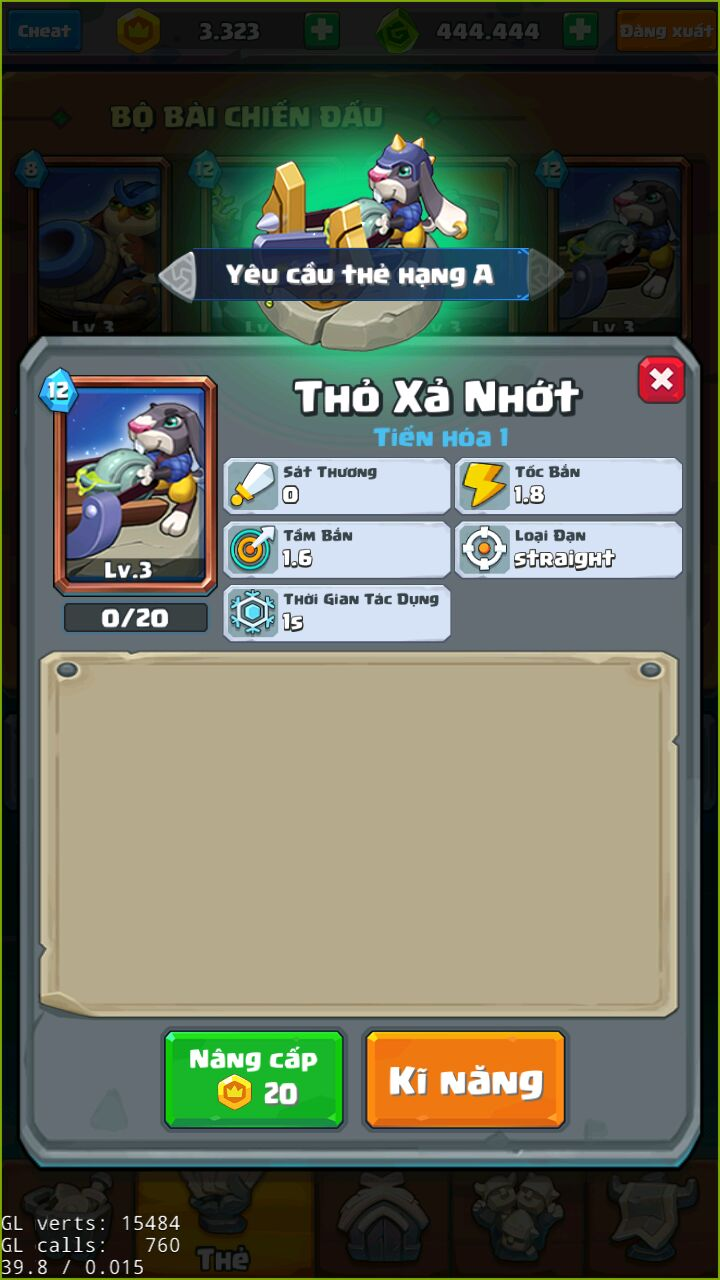 Cheat
3.323
444.444
Đăng xuất
BỘ BÀI CHIẾN ĐẤU
8
12
12
Yêu cầu thẻ hạng A
Lv 3
v 3
Lv 3
12
Thỏ Xả Nhớt
Tiến hóa 1
Sát Thương
0
Tốc Bắn
1.8
Tầm Bắn
1.6
Loại Đạn
straight
Thời Gian Tác Dụng
1s
Lv.3
0/20
Nâng cấp
20
Kĩ năng
Thẻ
GL verts: 15484
GL calls: 760
39.8 / 0.015